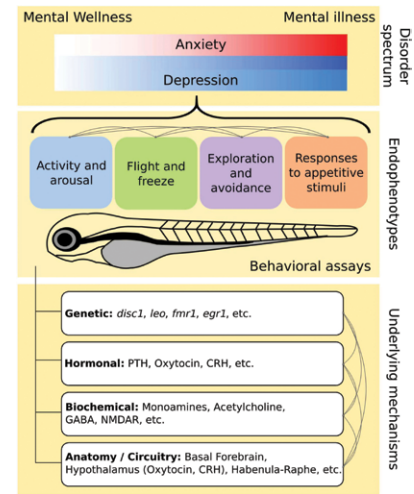 Mental Wellness
Mental illness
Anxiety
Depression
Disorder
spectrum
Activity and
arousal
Flight and
freeze
Exploration
and
avoidance
Responses
to appetitive
stimuli
Behavioral assays
Endophenotypes
Genetic: disc1, leo, fmr1, egr1, etc.
Hormonal: PTH, Oxytocin, CRH, etc.
Biochemical: Monoamines, Acetylcholine,
GABA, NMDAR, etc.
Anatomy / Circuitry: Basal Forebrain,
Hypothalamus (Oxytocin, CRH), Habenula-Raphe, etc.
Underlying mechanisms